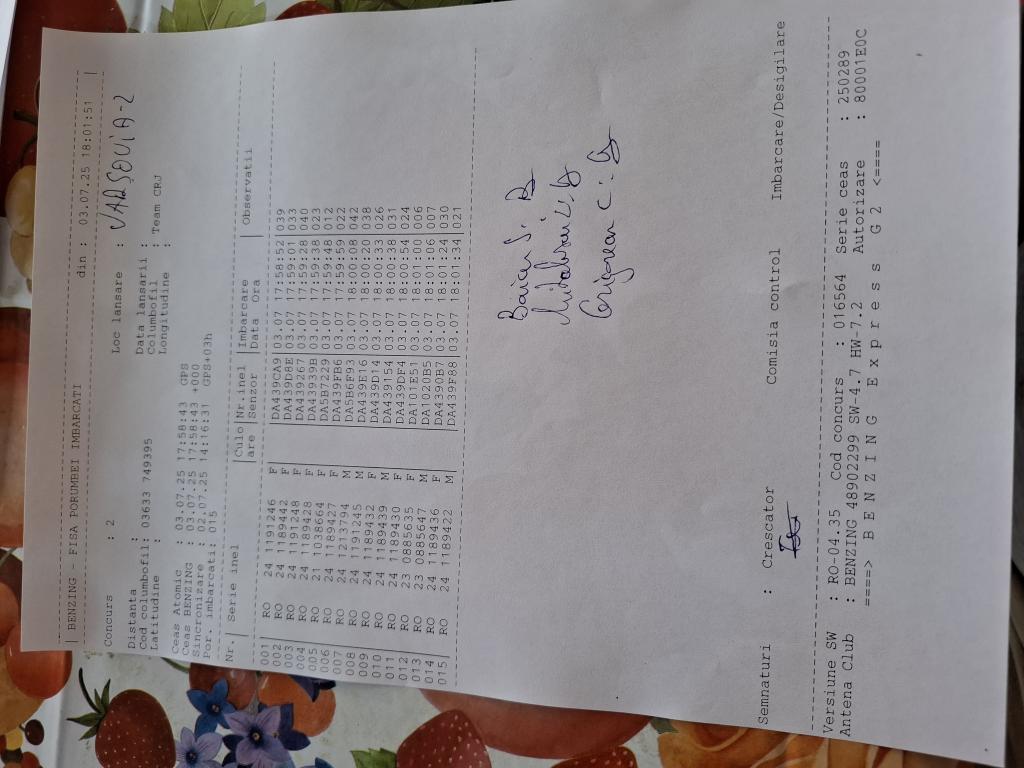 | BENZING - FISA PORUMBEI IMBARCATI din : 03.07.25 18:01:51 |
Concurs : 2 Loc lansare : VARSOVIA-2
Distanta : Data lansarii :
Cod columbofil: 03633 749395 Columbofil : Team CRJ
Latitudine : Longitudine :
Ceas Atomic : 03.07.25 17:58:43 GPS
Ceas BENZING : 03.07.25 17:58:43 +000
Sincronizare : 02.07.25 14:16:31 GPS+03h
Por. imbarcati: 015
Nr.| Serie inel |Culo|Nr.inel |Imbarcare | Observatii
are |Senzor |Data Ora |
001| RO 24 1191246 F |DA439CA9|03.07 17:58:52|039
002| RO 24 1189442 F |DA439D8E|03.07 17:59:01|033
003| RO 24 1191248 F |DA439267|03.07 17:59:28|040
004| RO 24 1189428 F |DA43939B|03.07 17:59:38|023
005| RO 21 1038664 F |DA5B7229|03.07 17:59:48|012
006| RO 24 1189427 F |DA439FB6|03.07 17:59:59|022
007| RO 24 1213794 M |DA5B6F93|03.07 18:00:08|042
008| RO 24 1191245 M |DA439E16|03.07 18:00:20|038
009| RO 24 1189432 F |DA439D14|03.07 18:00:33|026
010| RO 24 1189439 M |DA439154|03.07 18:00:38|031
011| RO 24 1189430 F |DA439DF4|03.07 18:00:54|024
012| RO 23 0885635 F |DA101E51|03.07 18:01:00|006
013| RO 23 0885647 M |DA1020B5|03.07 18:01:06|007
014| RO 24 1189436 F |DA4390E7|03.07 18:01:24|030
015| RO 24 1189422 M |DA439F88|03.07 18:01:34|021
Semnaturi : Crescator Comisia control Imbarcare/Desigilare
Versiune SW : RO-04.35 Cod concurs : 016564 Serie ceas : 250289
Antena Club : BENZING 48902299 SW-4.7 HW-7.2 Autorizare : 80001E0C
====> B E N Z I N G E x p r e s s G 2 <====